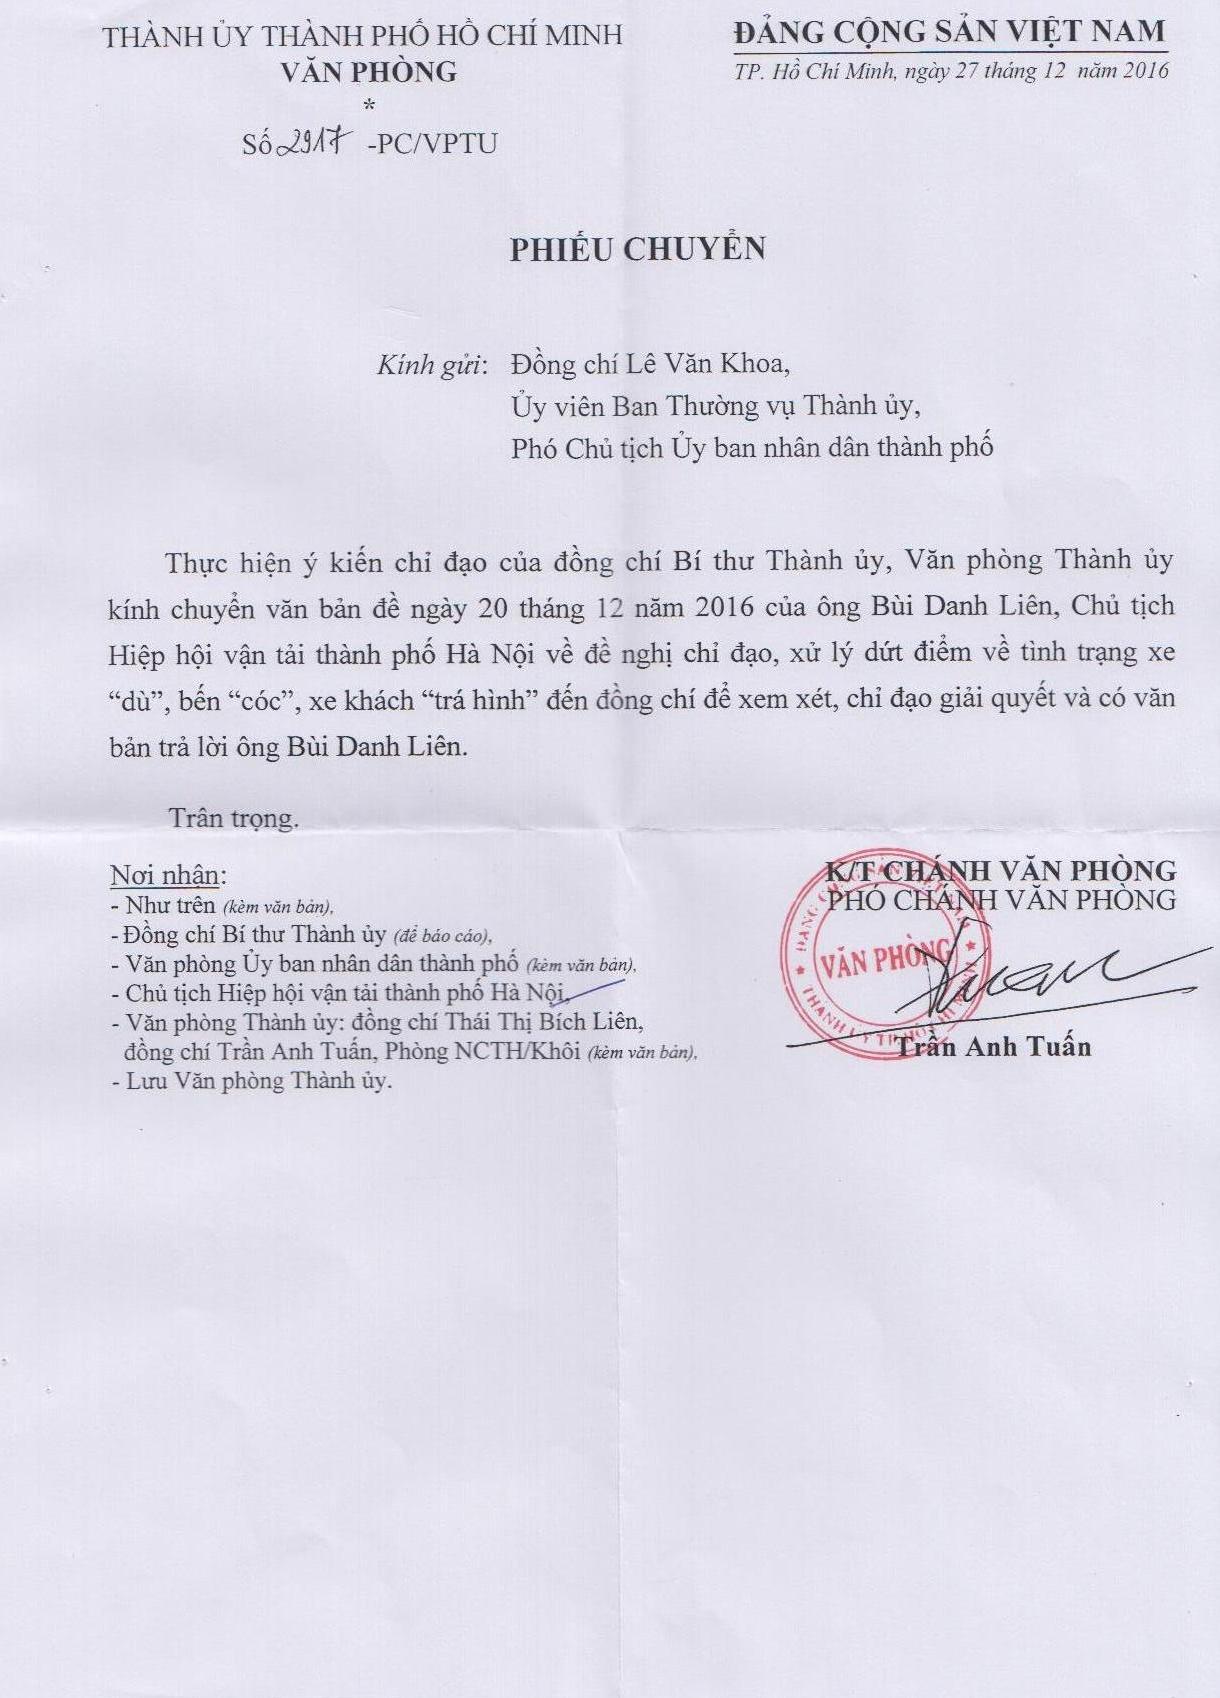 THÀNH ỦY THÀNH PHỐ HỒ CHÍ MINH
VĂN PHÒNG
*
Số 2917 -PC/VPTU
ĐẢNG CỘNG SẢN VIỆT NAM
TP. Hồ Chí Minh, ngày 27 tháng 12 năm 2016
PHIẾU CHUYỂN
Kính gửi: Đồng chí Lê Văn Khoa,
Ủy viên Ban Thường vụ Thành ủy,
Phó Chủ tịch Ủy ban nhân dân thành phố
Thực hiện ý kiến chỉ đạo của đồng chí Bí thư Thành ủy, Văn phòng Thành ủy
kính chuyển văn bản đề ngày 20 tháng 12 năm 2016 của ông Bùi Danh Liên, Chủ tịch
Hiệp hội vận tải thành phố Hà Nội về đề nghị chỉ đạo, xử lý dứt điểm về tình trạng xe
“dù”, bến “cóc”, xe khách “trá hình” đến đồng chí để xem xét, chỉ đạo giải quyết và có văn
bản trả lời ông Bùi Danh Liên.
Trân trọng.
Nơi nhận:
- Như trên (kèm văn bản),
- Đồng chí Bí thư Thành ủy (để báo cáo),
- Văn phòng Ủy ban nhân dân thành phố (kèm văn bản),
- Chủ tịch Hiệp hội vận tải thành phố Hà Nội,
- Văn phòng Thành ủy: đồng chí Thái Thị Bích Liên,
đồng chí Trần Anh Tuấn, Phòng NCTH/Khôi (kèm văn bản),
- Lưu Văn phòng Thành ủy.
K/T CHÁNH VĂN PHÒNG
PHÓ CHÁNH VĂN PHÒNG
ĐẢNG CỘNG SẢN VIỆT NAM
VĂN PHÒNG
THÀNH ỦY TP HỒ CHÍ MINH
Trần Anh Tuấn